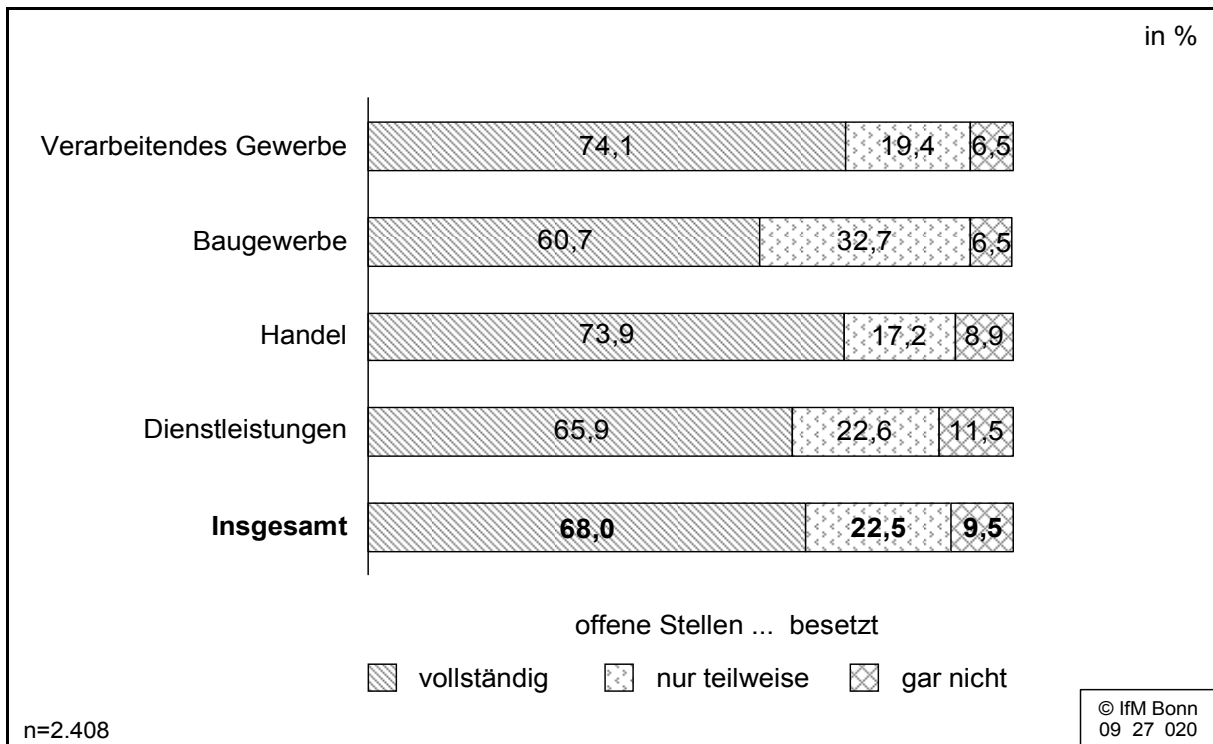 in %
Verarbeitendes Gewerbe 74,1 19,4 6,5
Baugewerbe 60,7 32,7 6,5
Handel 73,9 17,2 8,9
Dienstleistungen 65,9 22,6 11,5
Insgesamt 68,0 22,5 9,5
offene Stellen ... besetzt
vollständig nur teilweise gar nicht
n=2.408
© IfM Bonn
09 27 020